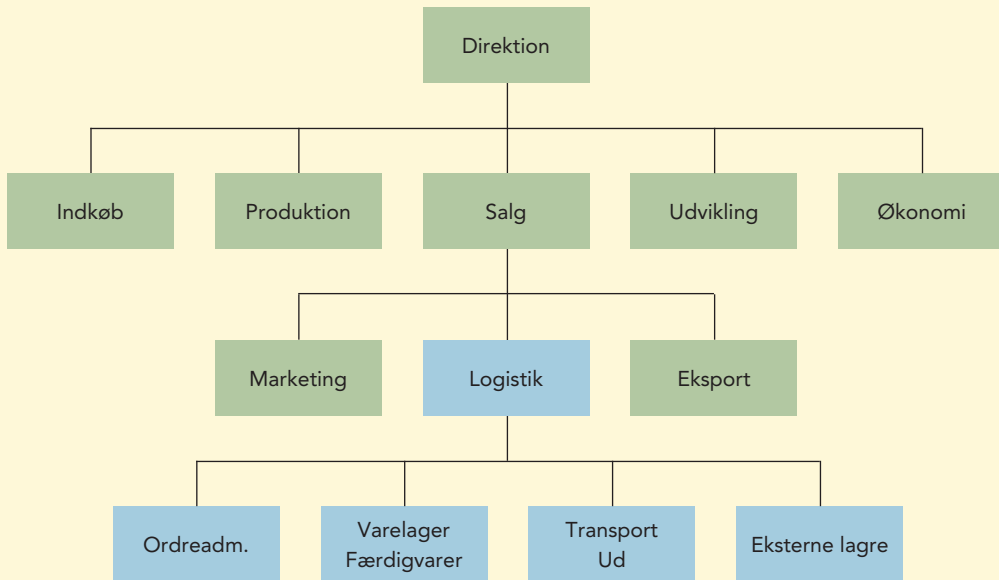 Direktion
Indkøb
Produktion
Salg
Udvikling
Økonomi
Marketing
Logistik
Eksport
Ordreadm.
Varelager
Færdigvarer
Transport
Ud
Eksterne lagre